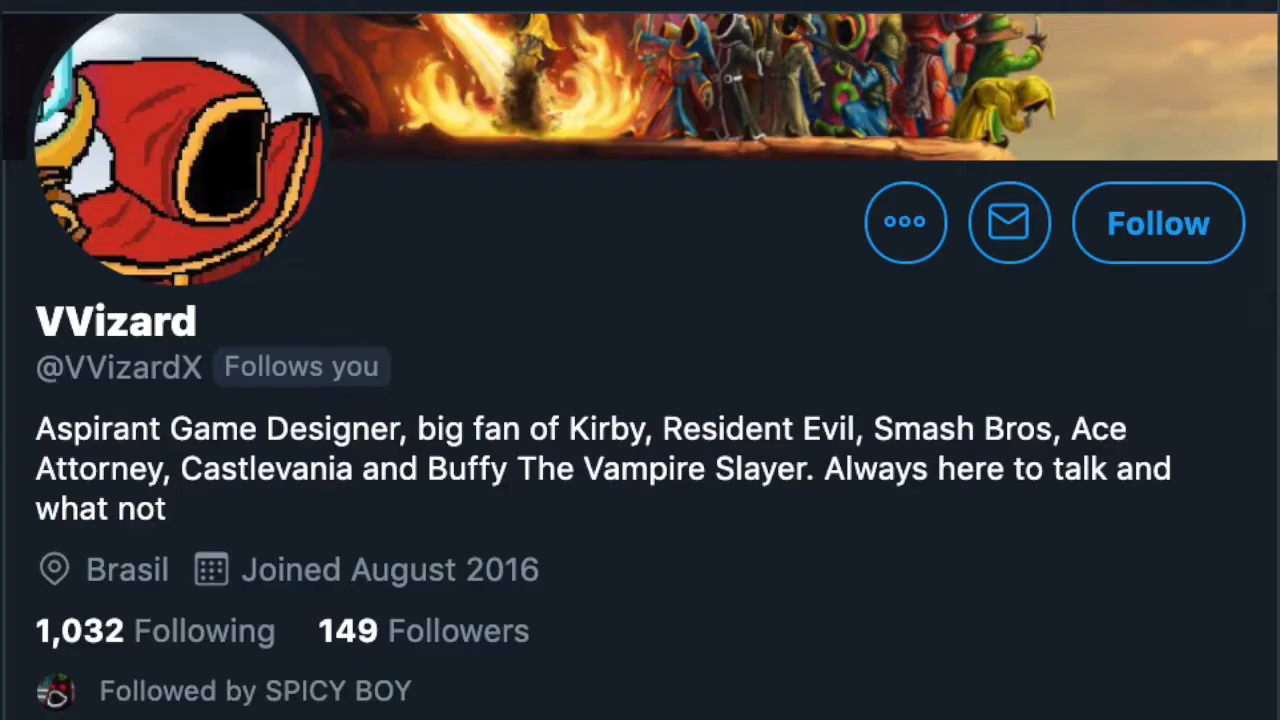 Follow
VVizard
@VVizardX Follows you
Aspirant Game Designer, big fan of Kirby, Resident Evil, Smash Bros, Ace
Attorney, Castlevania and Buffy The Vampire Slayer. Always here to talk and
what not
Brasil Joined August 2016
1,032 Following 149 Followers
Followed by SPICY BOY